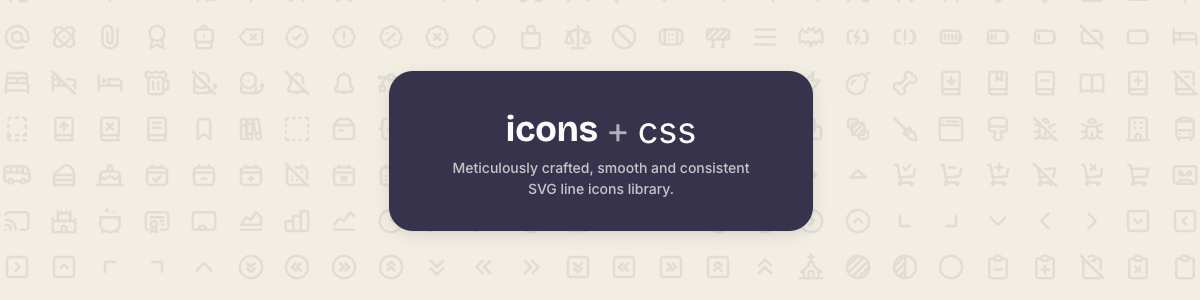 icons + css
Meticulously crafted, smooth and consistent
SVG line icons library.